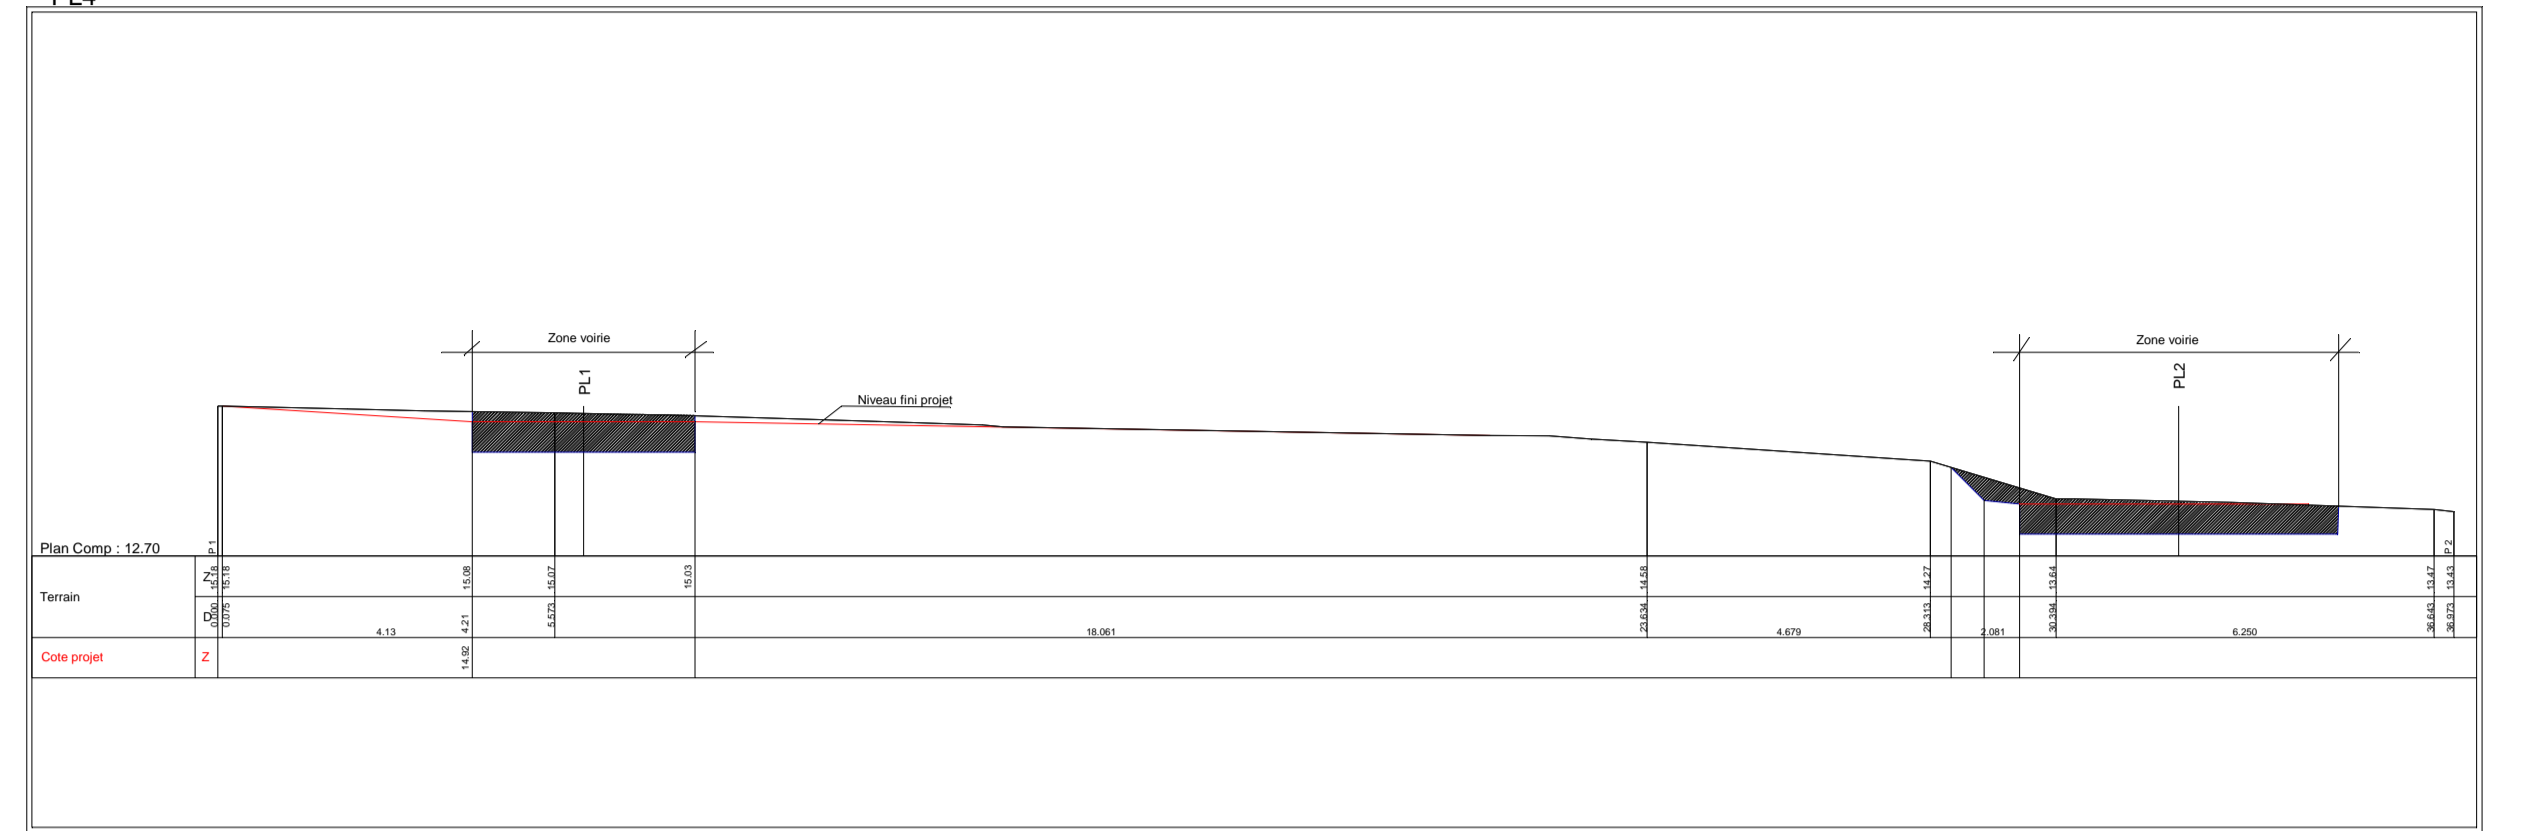 Zone voirie
Zone voirie
PL1
PL2
Niveau fini projet
Plan Comp : 12.70
P 1
P 2
Terrain
Z
15.18
15.18
15.08
15.07
15.03
14.58
14.27
13.64
13.47
13.43
D
0.000
0.075
4.21
5.573
23.634
28.313
30.394
36.643
36.973
4.13
18.061
4.679
2.081
6.250
Cote projet
Z
14.92